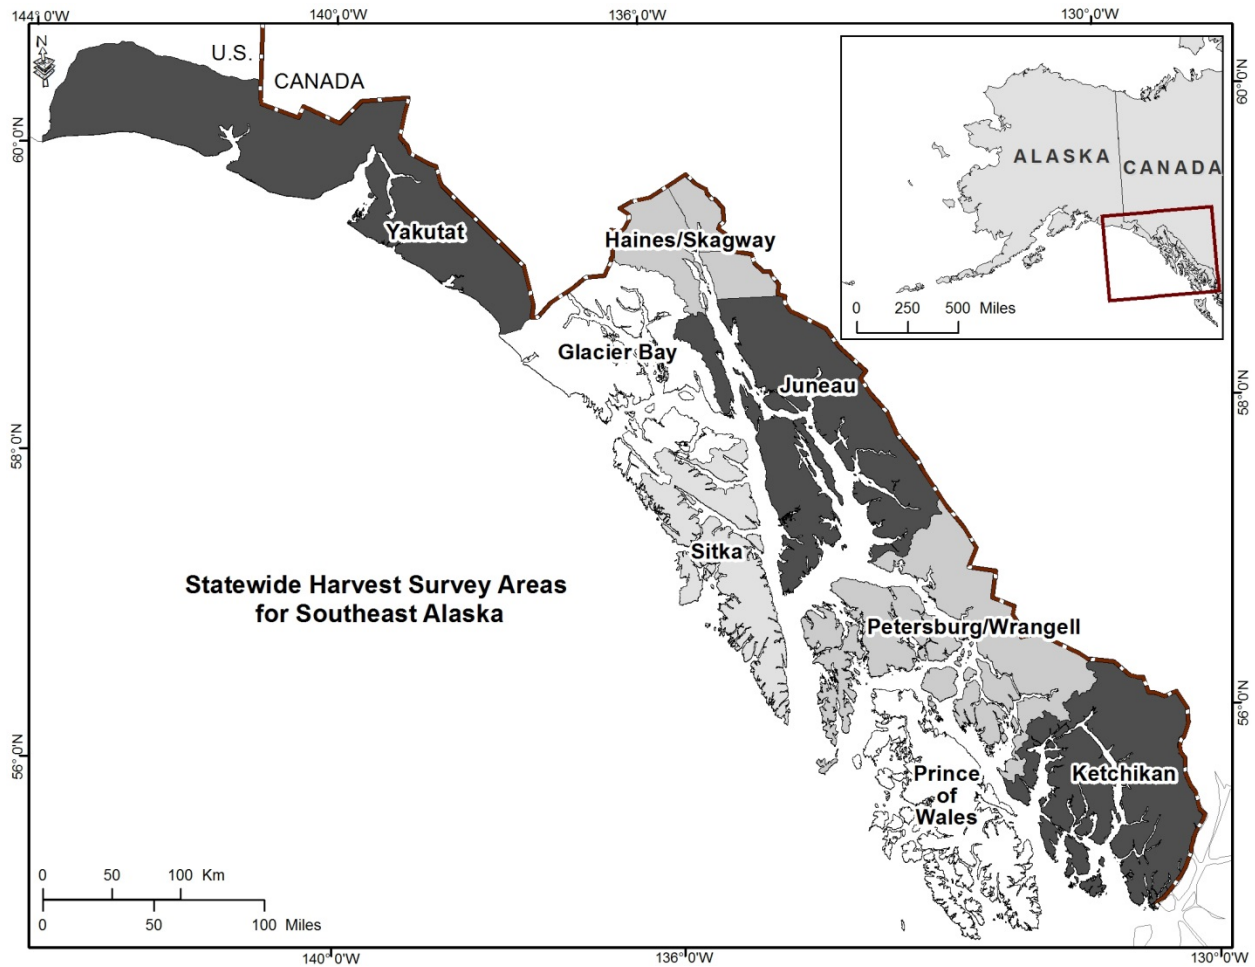 144°0'W
140°0'W
136°0'W
130°0'W
N
U.S.
CANADA
60°0'N
60°0'N
ALASKA
CANADA
0 250 500 Miles
Yakutat
Haines/Skagway
Glacier Bay
Juneau
58°0'N
58°0'N
Sitka
Statewide Harvest Survey Areas
for Southeast Alaska
Petersburg/Wrangell
56°0'N
56°0'N
Prince
of
Wales
Ketchikan
0 50 100 Km
0 50 100 Miles
140°0'W
136°0'W
130°0'W